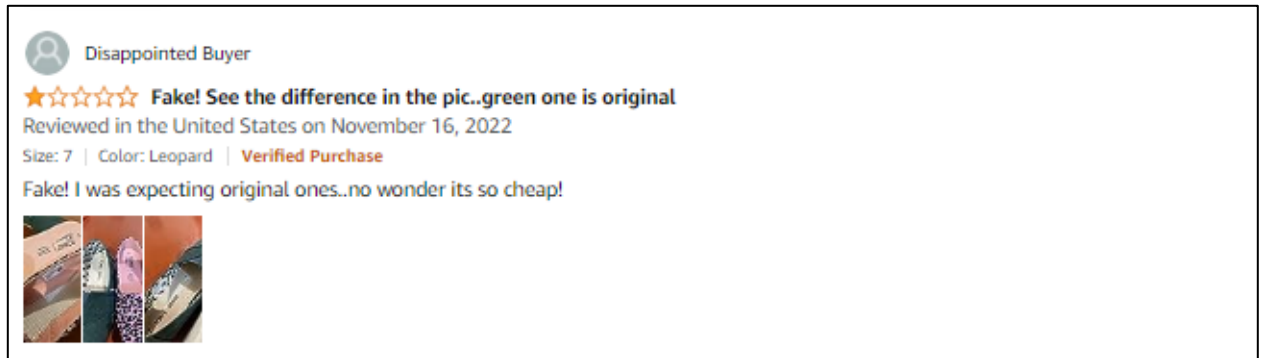 Disappointed Buyer
Fake! See the difference in the pic..green one is original
Reviewed in the United States on November 16, 2022
Size: 7 | Color: Leopard | Verified Purchase
Fake! I was expecting original ones..no wonder its so cheap!